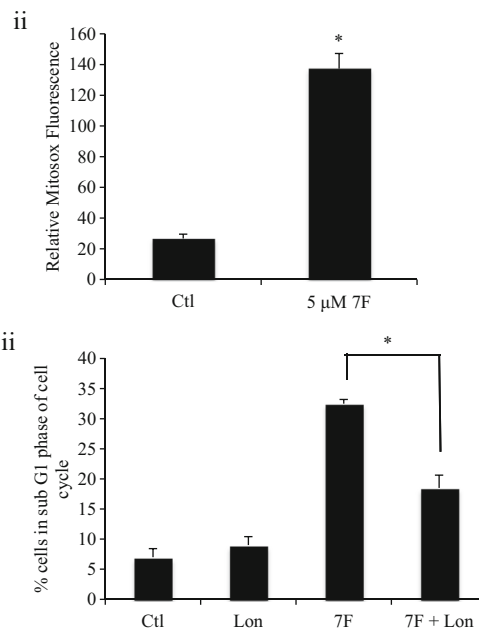 ii
Relative Mitosox Fluorescence
160
140
120
100
80
60
40
20
0
*
Ctl
5 µM 7F
ii
% cells in sub G1 phase of cell
cycle
40
35
30
25
20
15
10
5
0
*
Ctl
Lon
7F
7F + Lon